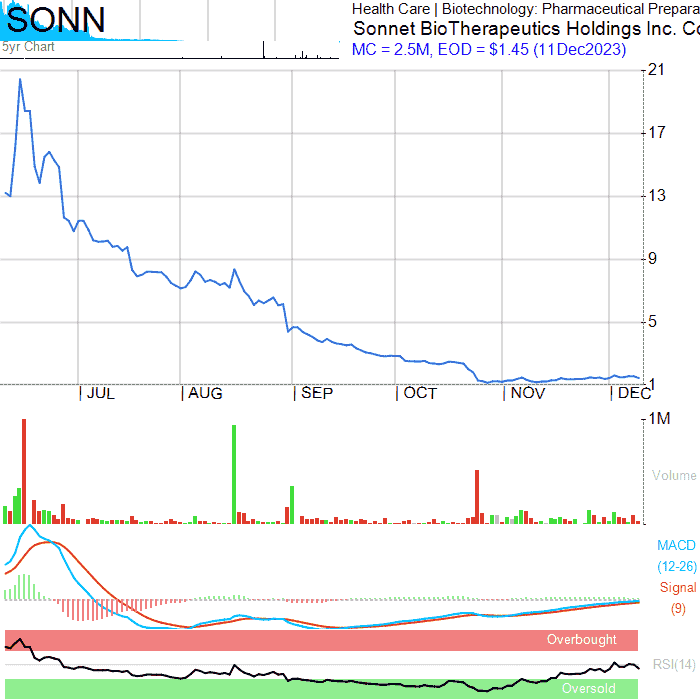 SONN
5yr Chart
Health Care | Biotechnology: Pharmaceutical Prepara
Sonnet BioTherapeutics Holdings Inc. Co
MC = 2.5M, EOD = $1.45 (11Dec2023)
21
17
13
9
5
1
| JUL | AUG | SEP | OCT | NOV | DEC
1M
Volume
MACD
(12-26)
Signal
(9)
Overbought
RSI(14)
Oversold